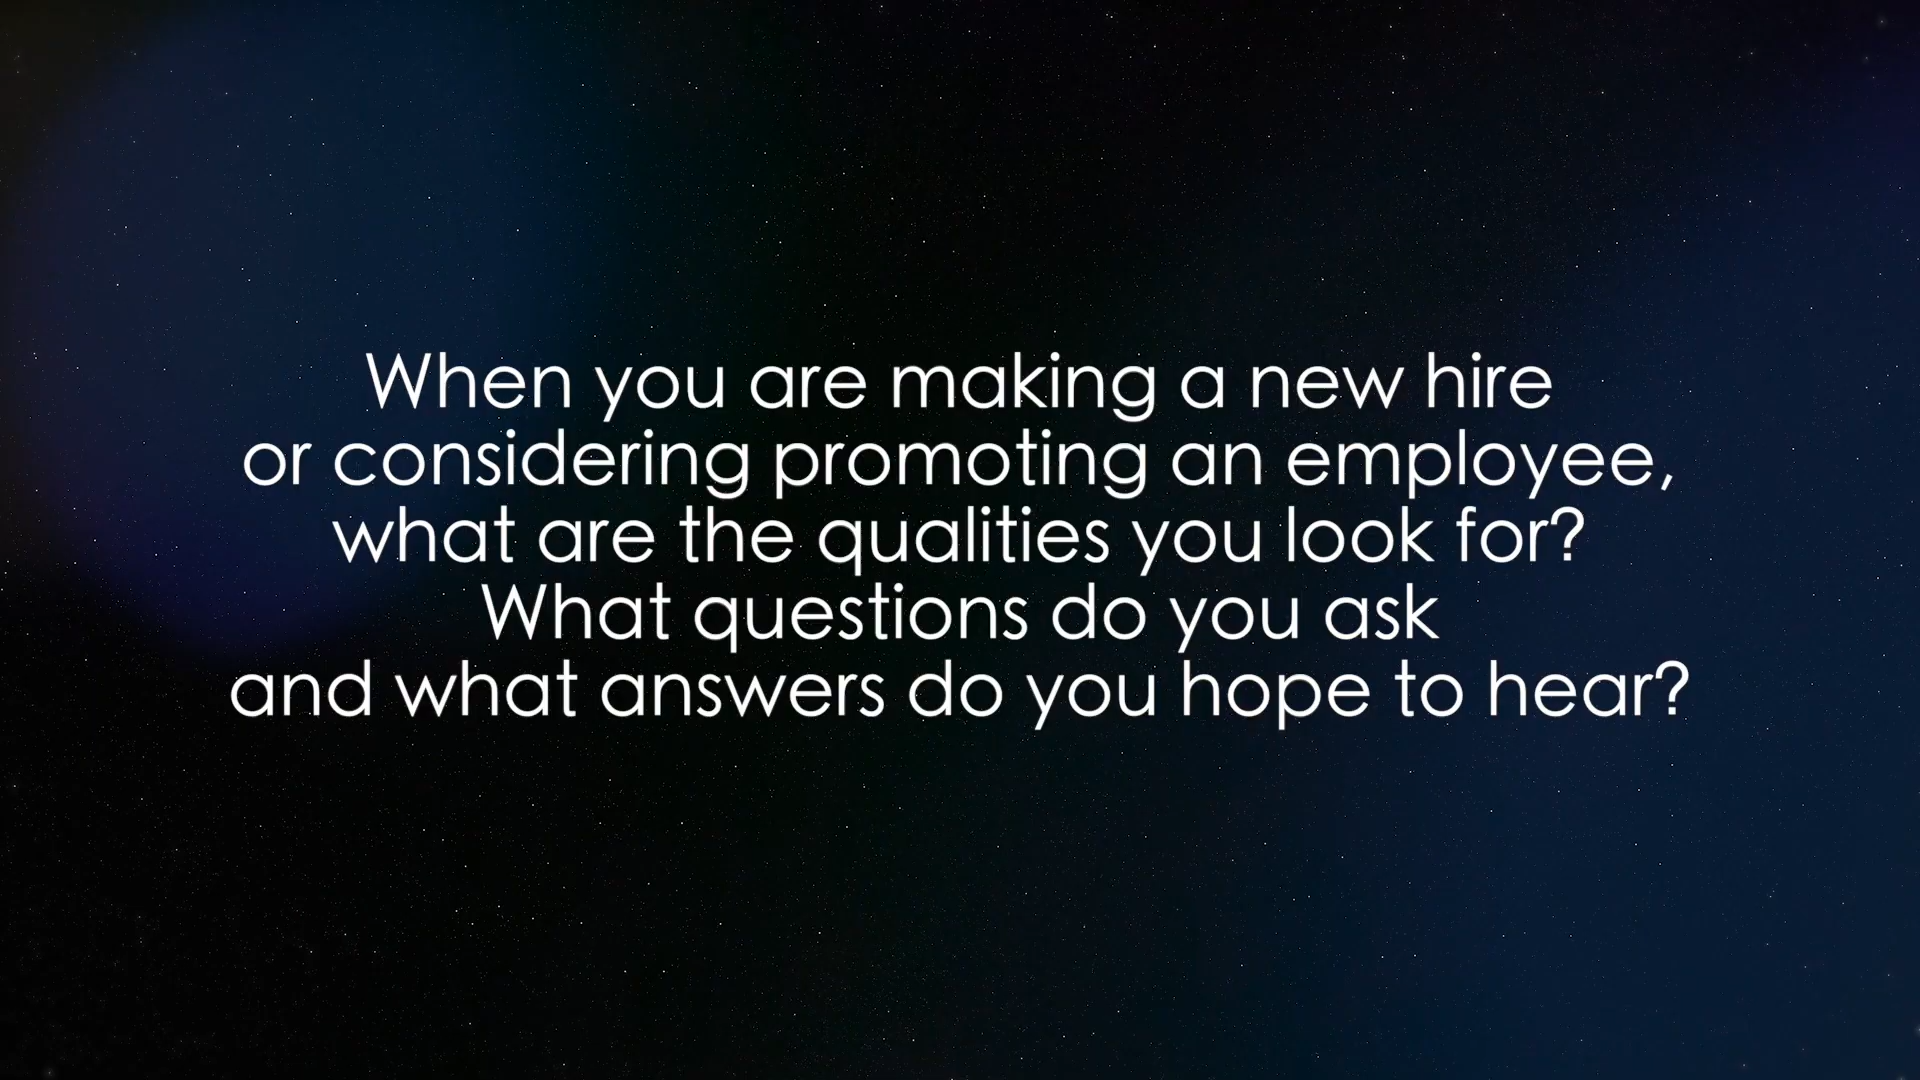 When you are making a new hire
or considering promoting an employee,
what are the qualities you look for?
What questions do you ask
and what answers do you hope to hear?